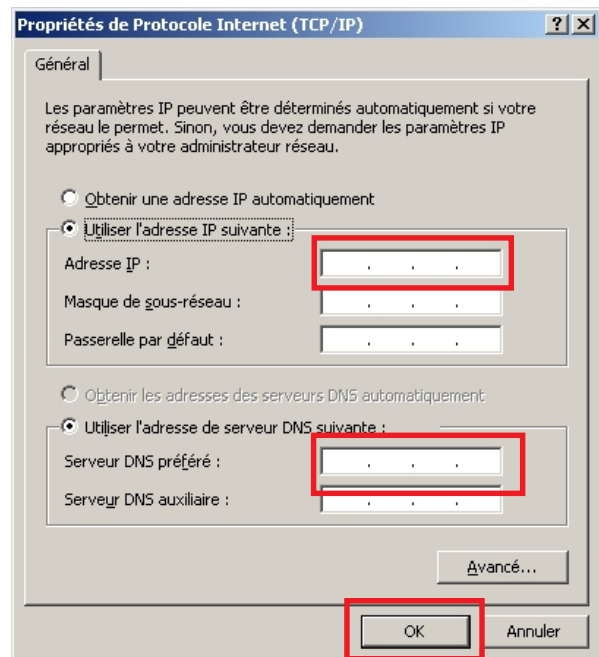 Propriétés de Protocole Internet (TCP/IP)
Général
Les paramètres IP peuvent être déterminés automatiquement si votre
réseau le permet. Sinon, vous devez demander les paramètres IP
appropriés à votre administrateur réseau.
Obtenir une adresse IP automatiquement
Utiliser l'adresse IP suivante :
Adresse IP :
Masque de sous-réseau :
Passerelle par défaut :
Obtenir les adresses des serveurs DNS automatiquement
Utiliser l'adresse de serveur DNS suivante :
Serveur DNS préféré :
Serveur DNS auxiliaire :
Avancé...
OK Annuler